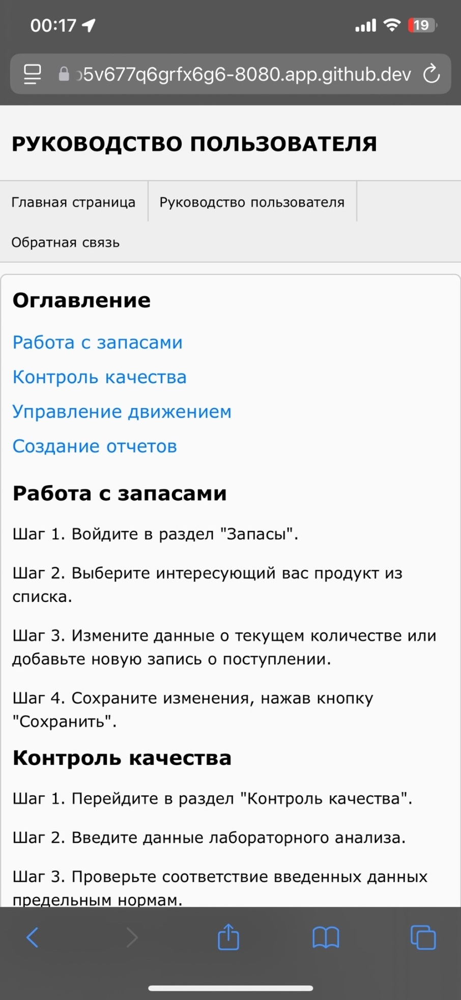 00:17
19
5v677q6grfx6g6-8080.app.github.dev
РУКОВОДСТВО ПОЛЬЗОВАТЕЛЯ
Главная страница
Руководство пользователя
Обратная связь
Оглавление
Работа с запасами
Контроль качества
Управление движением
Создание отчетов
Работа с запасами
Шаг 1. Войдите в раздел "Запасы".
Шаг 2. Выберите интересующий вас продукт из
списка.
Шаг 3. Измените данные о текущем количестве или
добавьте новую запись о поступлении.
Шаг 4. Сохраните изменения, нажав кнопку
"Сохранить".
Контроль качества
Шаг 1. Перейдите в раздел "Контроль качества".
Шаг 2. Введите данные лабораторного анализа.
Шаг 3. Проверьте соответствие введенных данных
предельным нормам.